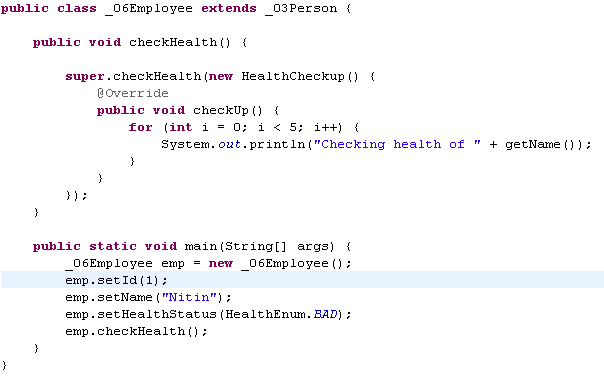 public class _06Employee extends _03Person {
public void checkHealth() {
super.checkHealth(new HealthCheckup() {
@Override
public void checkUp() {
for (int i = 0; i < 5; i++) {
System.out.println("Checking health of " + getName());
}
}
});
}
public static void main(String[] args) {
_06Employee emp = new _06Employee();
emp.setId(1);
emp.setName("Nitin");
emp.setHealthStatus(HealthEnum.BAD);
emp.checkHealth();
}
}